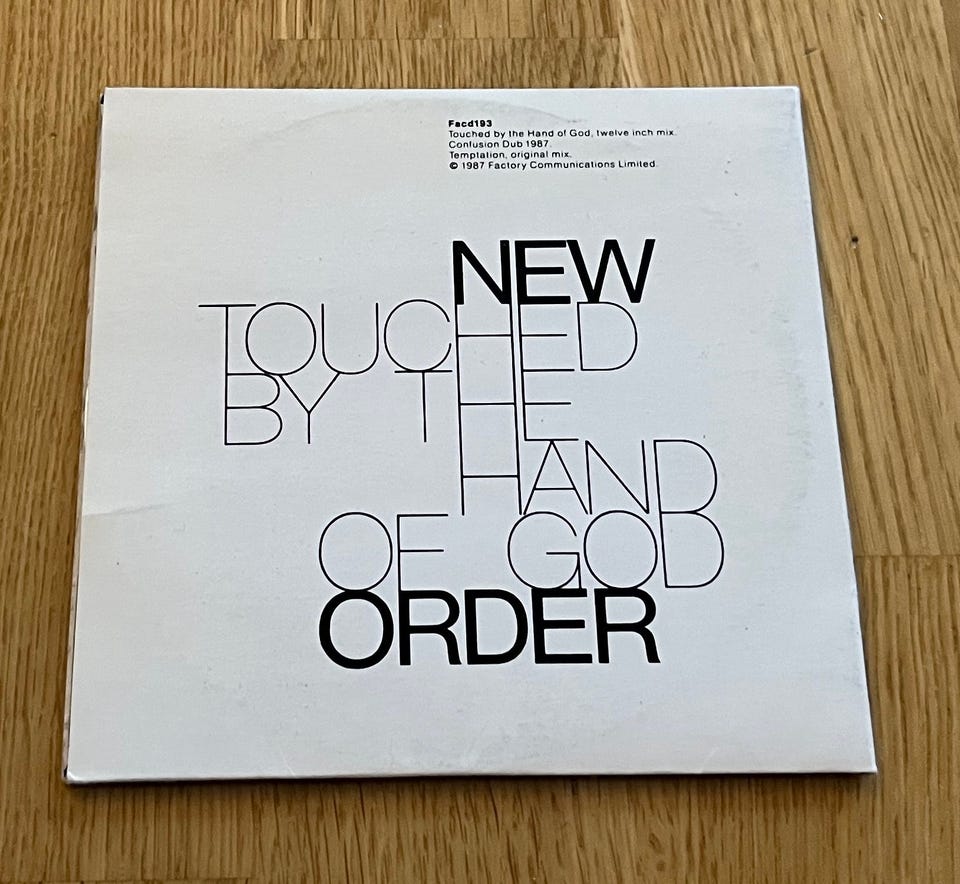 Facd193
Touched by the Hand of God, twelve inch mix.
Confusion Dub 1987.
Temptation, original mix.
© 1987 Factory Communications Limited.
NEW
TOUCHED
BY THE
HAND
OF GOD
ORDER